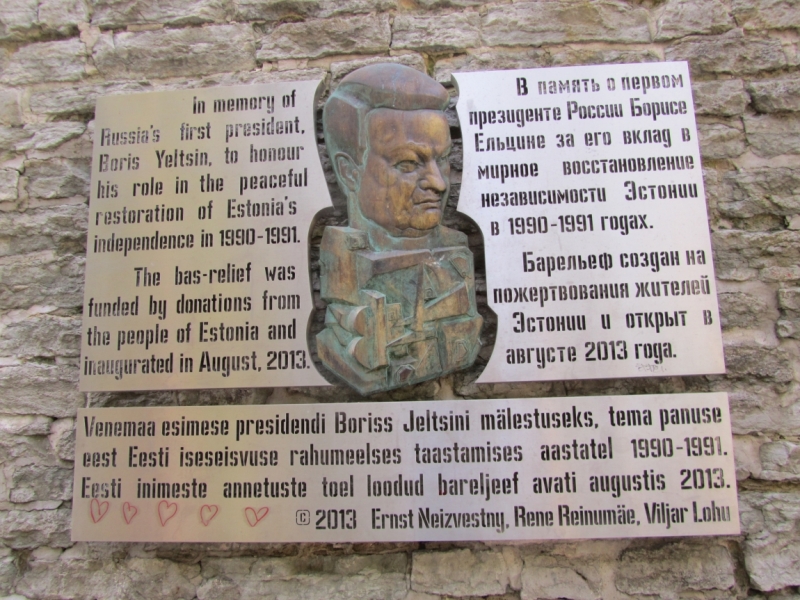 In memory of
Russia's first president,
Boris Yeltsin, to honour
his role in the peaceful
restoration of Estonia's
independence in 1990-1991.
The bas-relief was
funded by donations from
the people of Estonia and
inaugurated in August, 2013.
В память о первом
президенте России Борисе
Ельцине за его вклад в
мирное восстановление
независимости Эстонии
в 1990-1991 годах.
Барельеф создан на
пожертвования жителей
Эстонии и открыт в
августе 2013 года.
Venemaa esimese presidendi Boriss Jeltsini mälestuseks, tema panuse
eest Eesti iseseisvuse rahumeelses taastamises aastatel 1990-1991.
Eesti inimeste annetuste toel loodud bareljeef avati augustis 2013.
© 2013 Ernst Neizvestny, Rene Reinumäe, Viljar Lohu